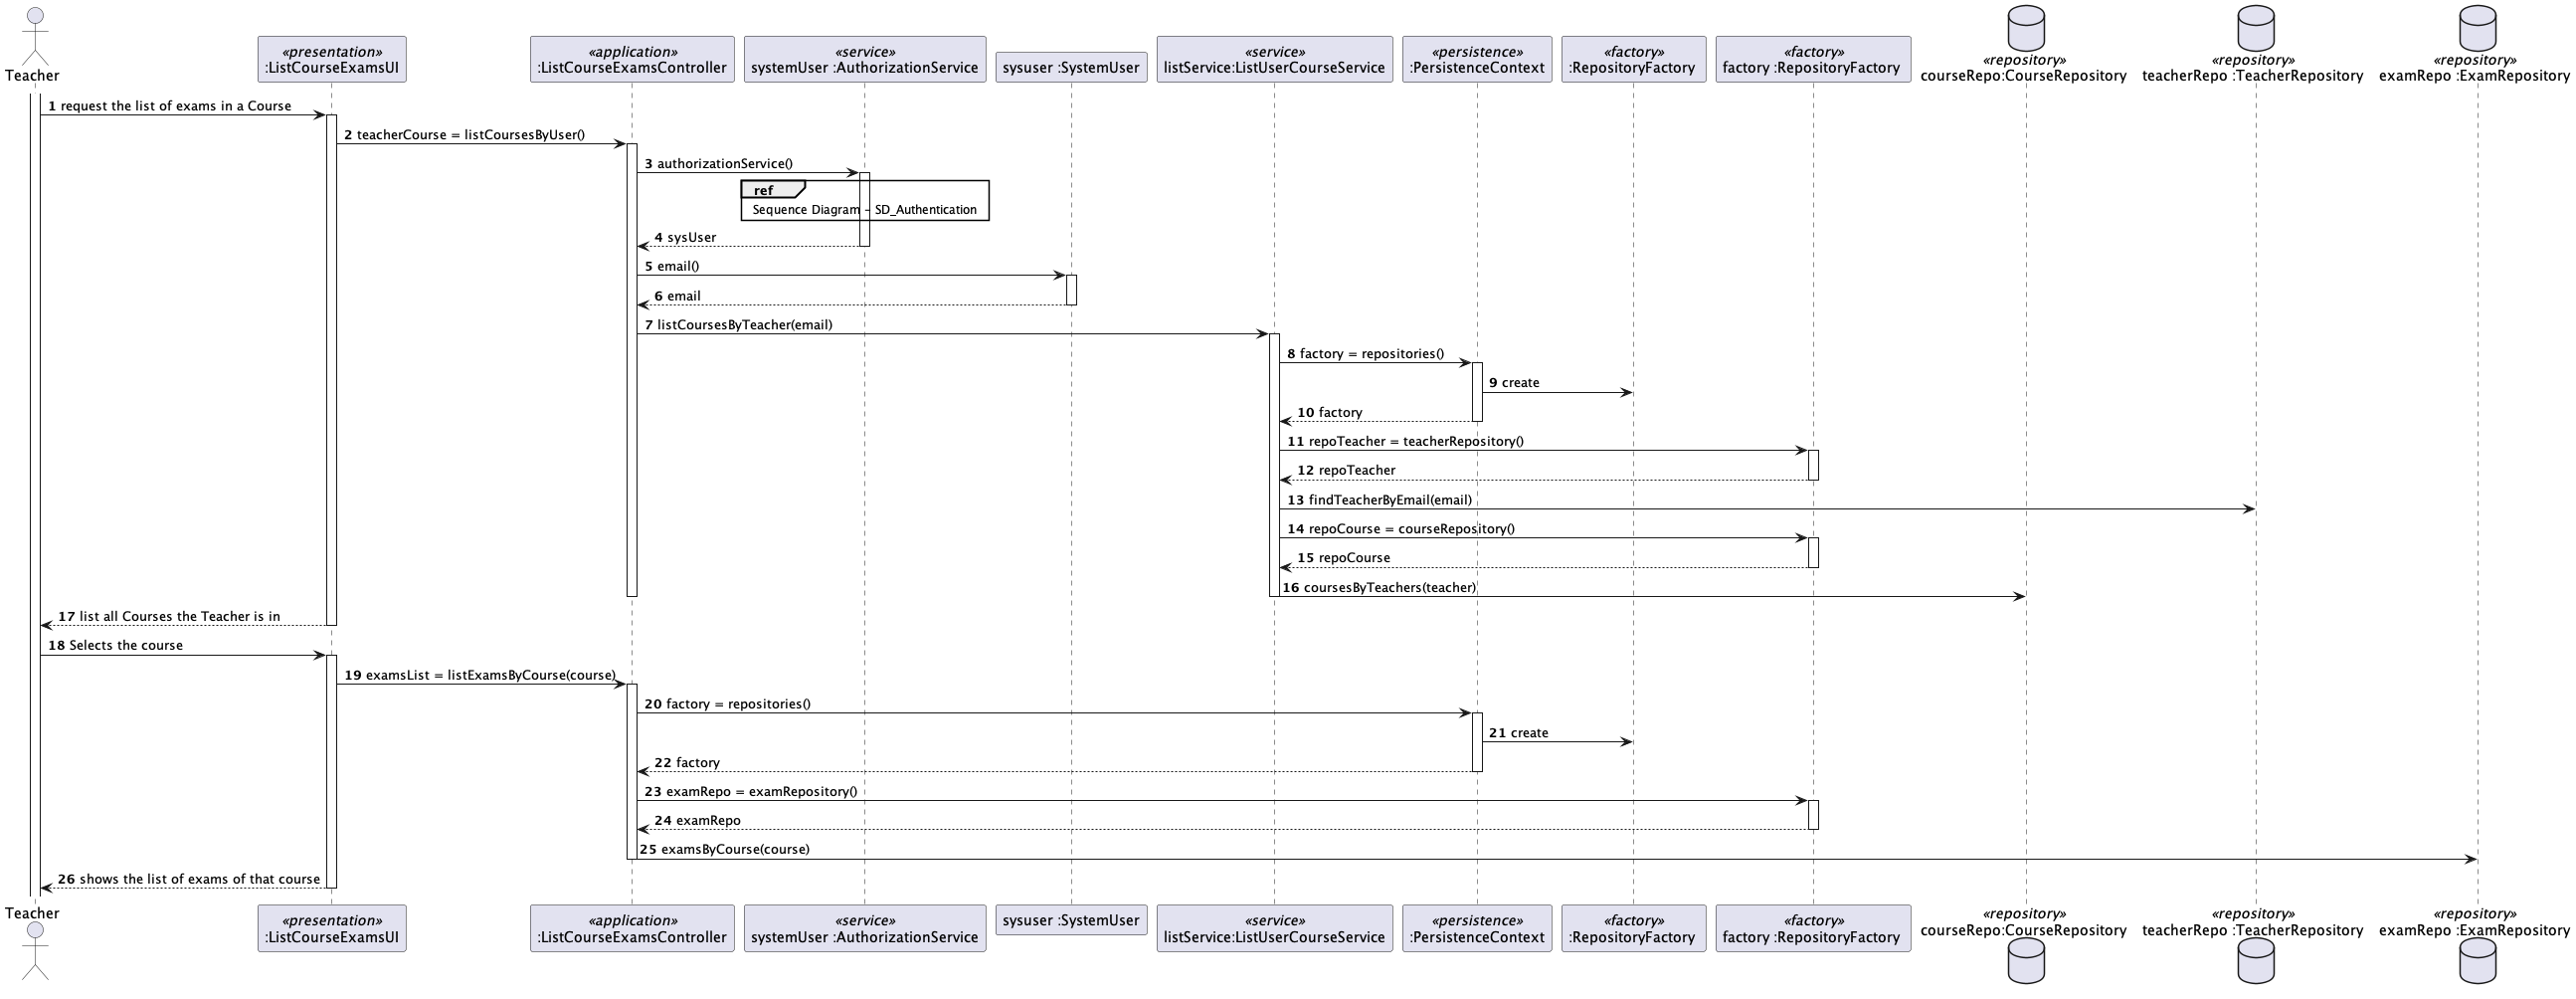 Teacher
«presentation»
:ListCourseExamsUI
«application»
:ListCourseExamsController
«service»
systemUser :AuthorizationService
sysuser :SystemUser
«service»
listService:ListUserCourseService
«persistence»
:PersistenceContext
«factory»
:RepositoryFactory
«factory»
factory :RepositoryFactory
«repository»
courseRepo:CourseRepository
«repository»
teacherRepo :TeacherRepository
«repository»
examRepo :ExamRepository
1 request the list of exams in a Course
2 teacherCourse = listCoursesByUser()
3 authorizationService()
ref
Sequence Diagram - SD_Authentication
4 sysUser
5 email()
6 email
7 listCoursesByTeacher(email)
8 factory = repositories()
9 create
10 factory
11 repoTeacher = teacherRepository()
12 repoTeacher
13 findTeacherByEmail(email)
14 repoCourse = courseRepository()
15 repoCourse
16 coursesByTeachers(teacher)
17 list all Courses the Teacher is in
18 Selects the course
19 examsList = listExamsByCourse(course)
20 factory = repositories()
21 create
22 factory
23 examRepo = examRepository()
24 examRepo
25 examsByCourse(course)
26 shows the list of exams of that course
Teacher
«presentation»
:ListCourseExamsUI
«application»
:ListCourseExamsController
«service»
systemUser :AuthorizationService
sysuser :SystemUser
«service»
listService:ListUserCourseService
«persistence»
:PersistenceContext
«factory»
:RepositoryFactory
«factory»
factory :RepositoryFactory
«repository»
courseRepo:CourseRepository
«repository»
teacherRepo :TeacherRepository
«repository»
examRepo :ExamRepository